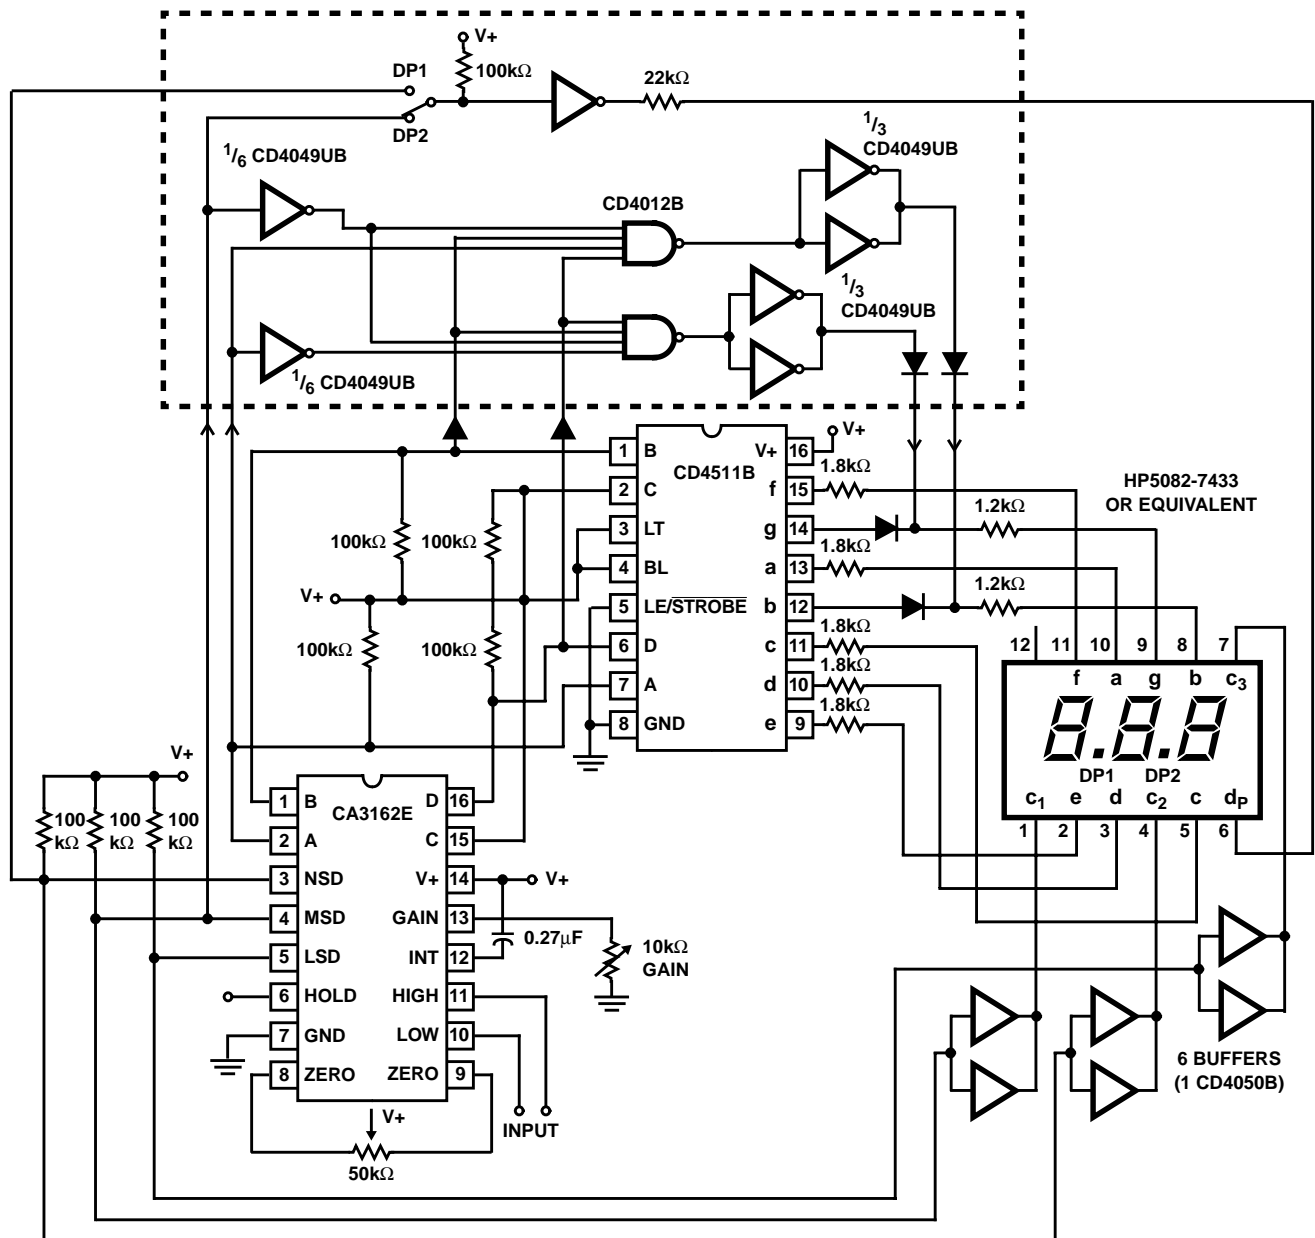 V+
DP1
100kΩ
22kΩ
DP2
1/3
CD4049UB
1/6 CD4049UB
CD4012B
1/3
CD4049UB
1/6 CD4049UB
V+
1 B
V+ 16
CD4511B
1.8kΩ
2 C
f 15
HP5082-7433
OR EQUIVALENT
1.2kΩ
3 LT
g 14
100kΩ
100kΩ
1.8kΩ
4 BL
a 13
V+
1.2kΩ
5 LE/STROBE
b 12
1.8kΩ
100kΩ
100kΩ
6 D
c 11
1.8kΩ
12 11 10 9 8 7
7 A
d 10
f a g b c3
1.8kΩ
8 GND
e 9
8.8.8
V+
DP1 DP2
1 B
D 16
c1 e d c2 c dP
CA3162E
100
kΩ
100
kΩ
100
kΩ
1 2 3 4 5 6
2 A
C 15
3 NSD
V+ 14
V+
4 MSD
GAIN 13
0.27μF
10kΩ
GAIN
5 LSD
INT 12
6 HOLD
HIGH 11
7 GND
LOW 10
8 ZERO
ZERO 9
6 BUFFERS
(1 CD4050B)
V+
INPUT
50kΩ